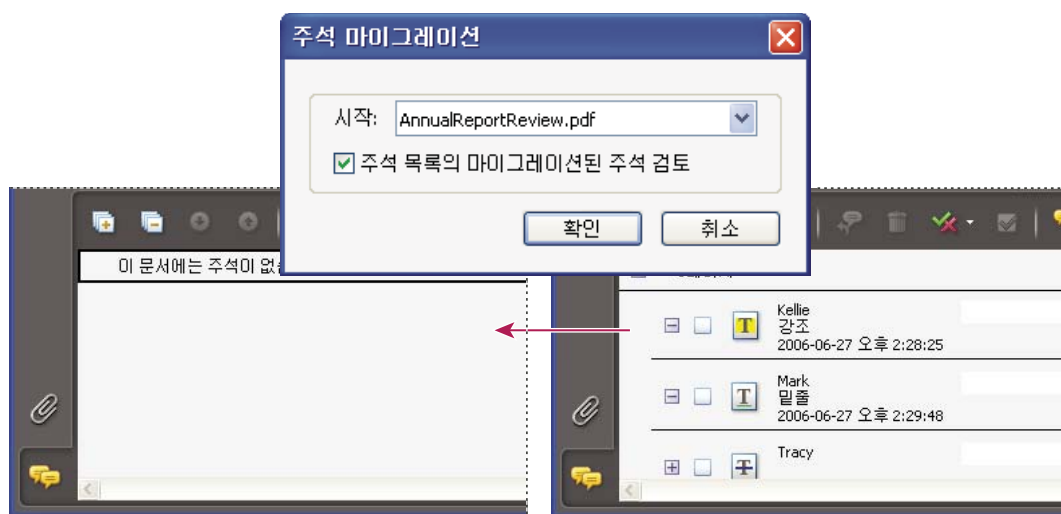 주석 마이그레이션
시작: AnnualReportReview.pdf
주석 목록의 마이그레이션된 주석 검토
확인 취소
이 문서에는 주석이
Kellie
강조
2006-06-27 오후 2:28:25
Mark
밑줄
2006-06-27 오후 2:29:48
Tracy